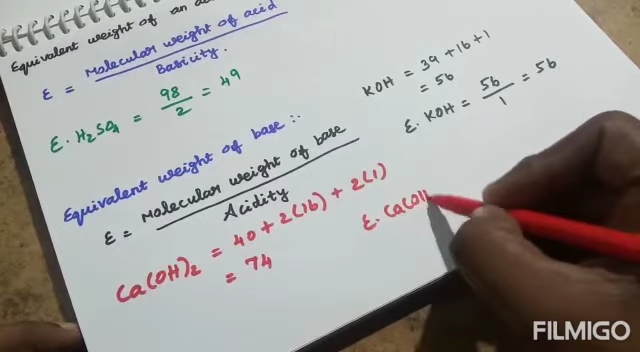 Equivalent weight of an
E = Molecular weight of acid
Basicity.
E. H₂SO₄ = 98/2 = 49
Equivalent weight of base :-
E = Molecular weight of base
Acidity
Ca(OH)₂ = 40 + 2(16) + 2(1)
= 74
KOH = 39 + 16 + 1
= 56
E. KOH = 56/1 = 56
E. Ca(OH
FILMIGO